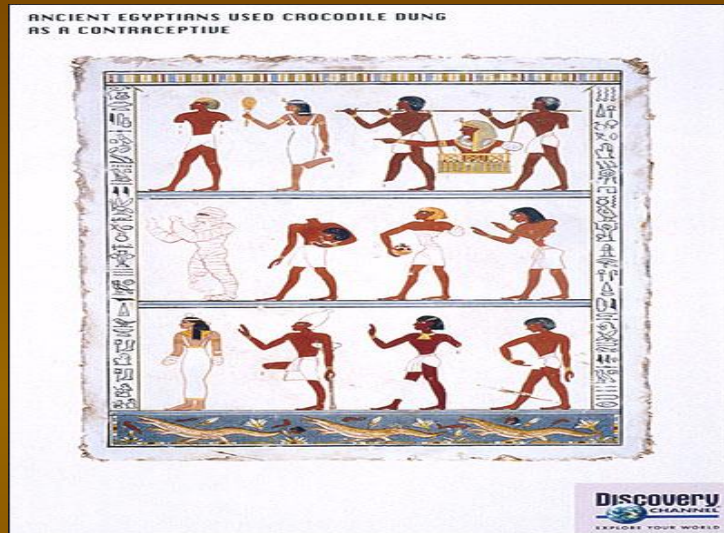 ANCIENT EGYPTIANS USED CROCODILE DUNG
AS A CONTRACEPTIVE
DISCOVERY
CHANNEL
EXPLORE YOUR WORLD